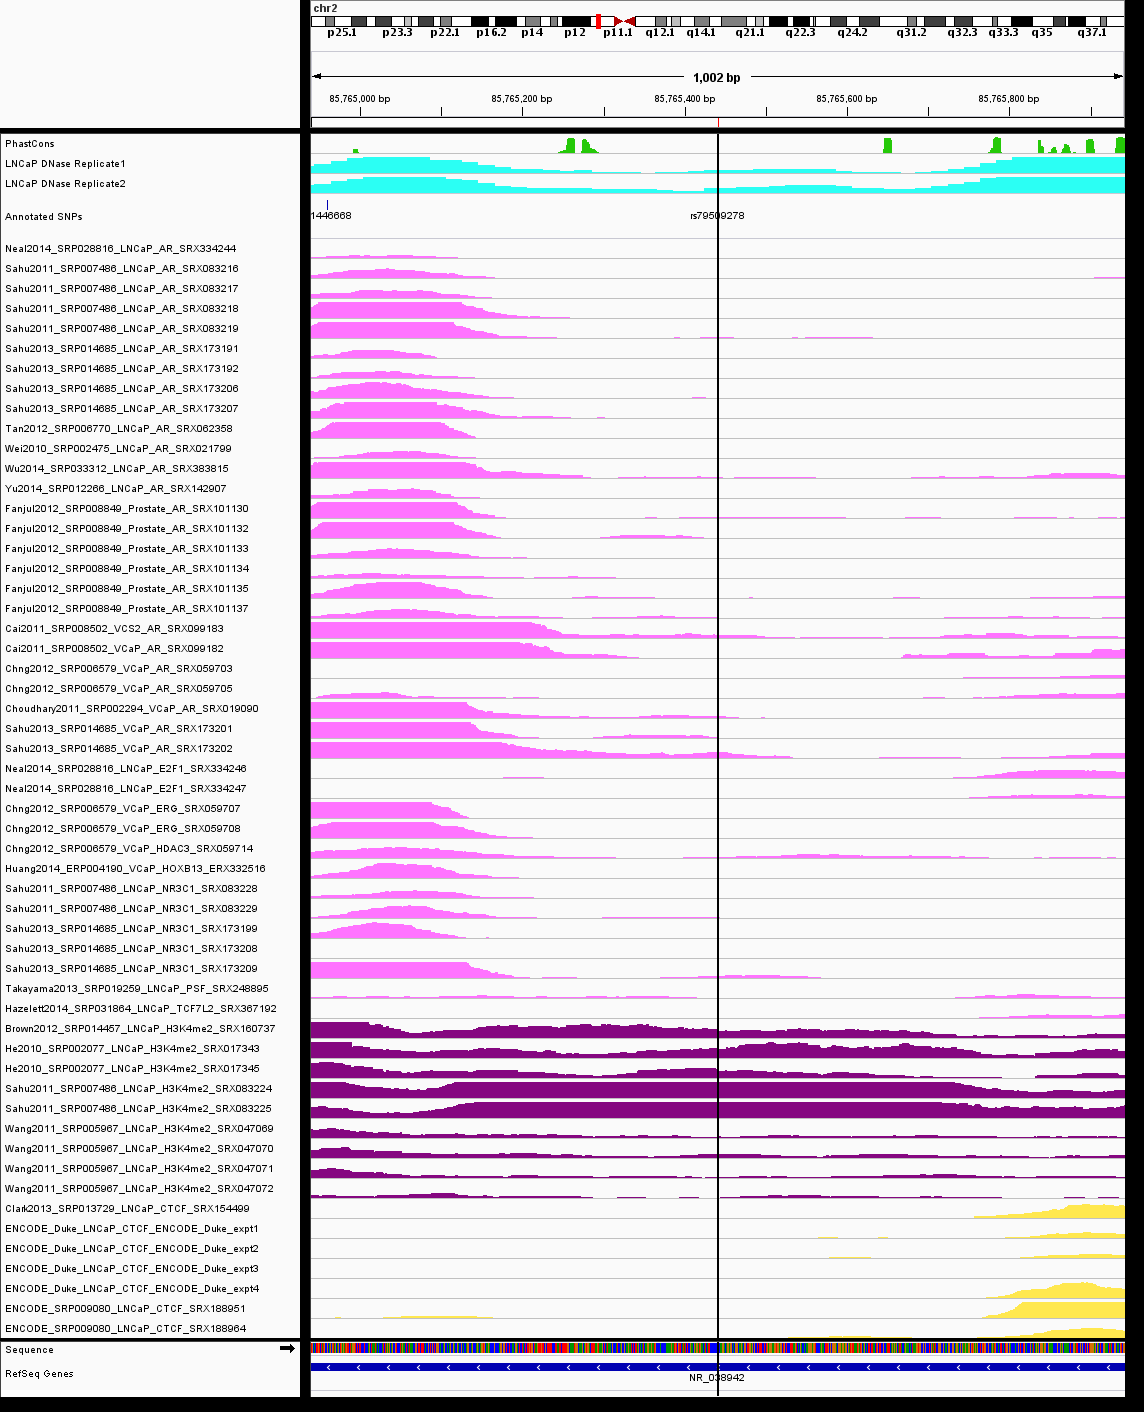 chr2
p25.1 p23.3 p22.1 p16.2 p14 p12 p11.1 q12.1 q14.1 q21.1 q22.3 q24.2 q31.2 q32.3 q33.3 q35 q37.1
1,002 bp
85,765,000 bp 85,765,200 bp 85,765,400 bp 85,765,600 bp 85,765,800 bp
PhastCons
LNCaP DNase Replicate1
LNCaP DNase Replicate2
Annotated SNPs 1446668 rs79509278
Neal2014_SRP028816_LNCaP_AR_SRX334244
Sahu2011_SRP007486_LNCaP_AR_SRX083216
Sahu2011_SRP007486_LNCaP_AR_SRX083217
Sahu2011_SRP007486_LNCaP_AR_SRX083218
Sahu2011_SRP007486_LNCaP_AR_SRX083219
Sahu2013_SRP014685_LNCaP_AR_SRX173191
Sahu2013_SRP014685_LNCaP_AR_SRX173192
Sahu2013_SRP014685_LNCaP_AR_SRX173206
Sahu2013_SRP014685_LNCaP_AR_SRX173207
Tan2012_SRP006770_LNCaP_AR_SRX062358
Wei2010_SRP002475_LNCaP_AR_SRX021799
Wu2014_SRP033312_LNCaP_AR_SRX383815
Yu2014_SRP012266_LNCaP_AR_SRX142907
Fanjul2012_SRP008849_Prostate_AR_SRX101130
Fanjul2012_SRP008849_Prostate_AR_SRX101132
Fanjul2012_SRP008849_Prostate_AR_SRX101133
Fanjul2012_SRP008849_Prostate_AR_SRX101134
Fanjul2012_SRP008849_Prostate_AR_SRX101135
Fanjul2012_SRP008849_Prostate_AR_SRX101137
Cai2011_SRP008502_VCS2_AR_SRX099183
Cai2011_SRP008502_VCaP_AR_SRX099182
Chng2012_SRP006579_VCaP_AR_SRX059703
Chng2012_SRP006579_VCaP_AR_SRX059705
Choudhary2011_SRP002294_VCaP_AR_SRX019090
Sahu2013_SRP014685_VCaP_AR_SRX173201
Sahu2013_SRP014685_VCaP_AR_SRX173202
Neal2014_SRP028816_LNCaP_E2F1_SRX334246
Neal2014_SRP028816_LNCaP_E2F1_SRX334247
Chng2012_SRP006579_VCaP_ERG_SRX059707
Chng2012_SRP006579_VCaP_ERG_SRX059708
Chng2012_SRP006579_VCaP_HDAC3_SRX059714
Huang2014_ERP004190_VCaP_HOXB13_ERX332516
Sahu2011_SRP007486_LNCaP_NR3C1_SRX083228
Sahu2011_SRP007486_LNCaP_NR3C1_SRX083229
Sahu2013_SRP014685_LNCaP_NR3C1_SRX173199
Sahu2013_SRP014685_LNCaP_NR3C1_SRX173208
Sahu2013_SRP014685_LNCaP_NR3C1_SRX173209
Takayama2013_SRP019259_LNCaP_PSF_SRX248895
Hazelett2014_SRP031864_LNCaP_TCF7L2_SRX367192
Brown2012_SRP014457_LNCaP_H3K4me2_SRX160737
He2010_SRP002077_LNCaP_H3K4me2_SRX017343
He2010_SRP002077_LNCaP_H3K4me2_SRX017345
Sahu2011_SRP007486_LNCaP_H3K4me2_SRX083224
Sahu2011_SRP007486_LNCaP_H3K4me2_SRX083225
Wang2011_SRP005967_LNCaP_H3K4me2_SRX047069
Wang2011_SRP005967_LNCaP_H3K4me2_SRX047070
Wang2011_SRP005967_LNCaP_H3K4me2_SRX047071
Wang2011_SRP005967_LNCaP_H3K4me2_SRX047072
Clark2013_SRP013729_LNCaP_CTCF_SRX154499
ENCODE_Duke_LNCaP_CTCF_ENCODE_Duke_expt1
ENCODE_Duke_LNCaP_CTCF_ENCODE_Duke_expt2
ENCODE_Duke_LNCaP_CTCF_ENCODE_Duke_expt3
ENCODE_Duke_LNCaP_CTCF_ENCODE_Duke_expt4
ENCODE_SRP009080_LNCaP_CTCF_SRX188951
ENCODE_SRP009080_LNCaP_CTCF_SRX188964
Sequence
RefSeq Genes
NR_038942